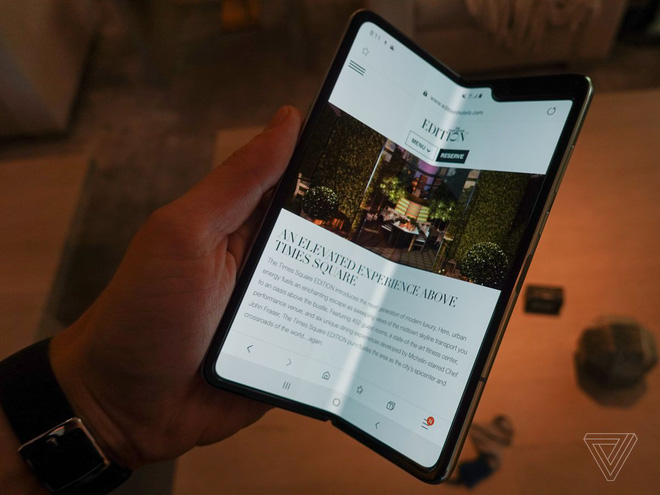 8:11
www.editionhotels.com
EDITION
MENU
RESERVE
AN ELEVATED EXPERIENCE ABOVE
TIMES SQUARE
The Times Square EDITION introduces the next generation of modern luxury. Here, urban
energy fuels an enchanting escape as sweeping views of the midtown skyline transport you
to an oasis above the bustle. Featuring 452 guest rooms, a state of the art fitness center,
performance venue, and six unique dining experiences developed by Michelin-starred Chef
John Fraser, The Times Square EDITION punctuates the area as the city's epicenter and
crossroads of the world...again.
N